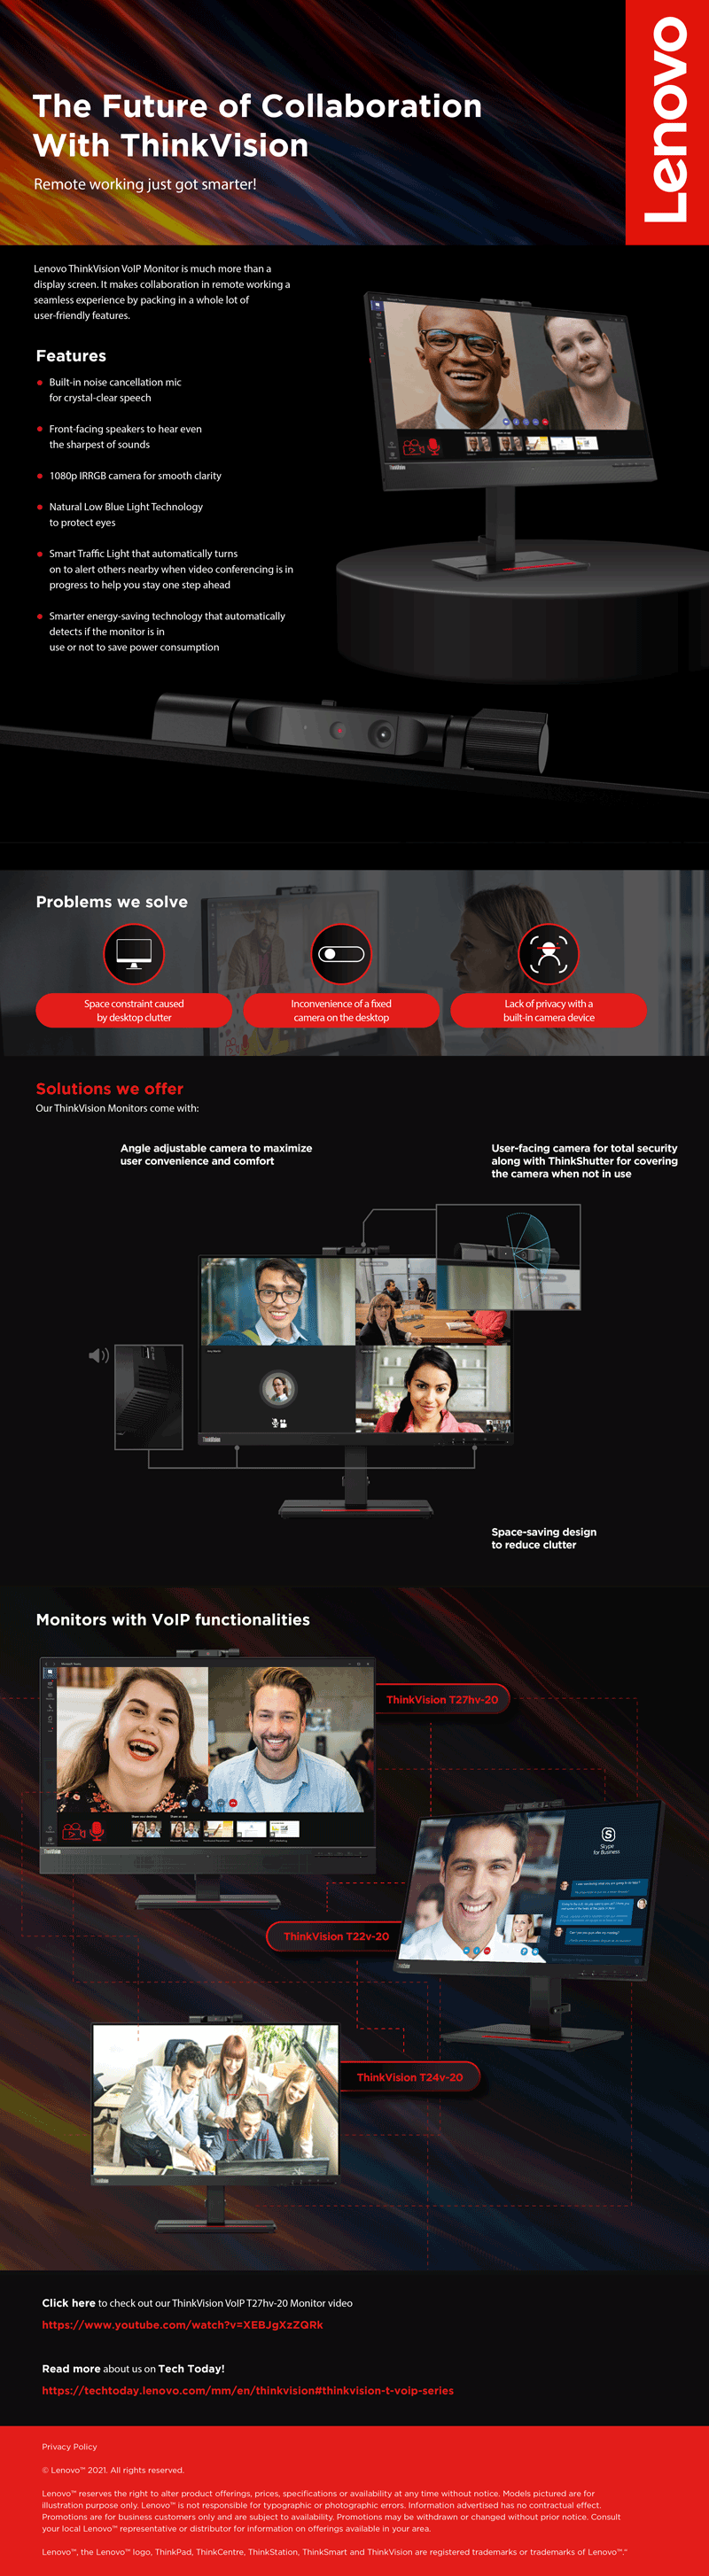 Lenovo
The Future of Collaboration
With ThinkVision
Remote working just got smarter!
Lenovo ThinkVision VoIP Monitor is much more than a
display screen. It makes collaboration in remote working a
seamless experience by packing in a whole lot of
user-friendly features.
Features
Built-in noise cancellation mic
for crystal-clear speech
Front-facing speakers to hear even
the sharpest of sounds
1080p IRRGB camera for smooth clarity
Natural Low Blue Light Technology
to protect eyes
Smart Traffic Light that automatically turns
on to alert others nearby when video conferencing is in
progress to help you stay one step ahead
Smarter energy-saving technology that automatically
detects if the monitor is in
use or not to save power consumption
Problems we solve
Space constraint caused
by desktop clutter
Inconvenience of a fixed
camera on the desktop
Lack of privacy with a
built-in camera device
Solutions we offer
Our ThinkVision Monitors come with:
Angle adjustable camera to maximize
user convenience and comfort
User-facing camera for total security
along with ThinkShutter for covering
the camera when not in use
ThinkVision
Space-saving design
to reduce clutter
Monitors with VoIP functionalities
ThinkVision T27hv-20
Skype
for Business
ThinkVision T22v-20
ThinkVision T24v-20
Click here to check out our ThinkVision VoIP T27hv-20 Monitor video
https://www.youtube.com/watch?v=XEBJgXzZQRk
Read more about us on Tech Today!
https://techtoday.lenovo.com/mm/en/thinkvision#thinkvision-t-voip-series
Privacy Policy
© Lenovo™ 2021. All rights reserved.
Lenovo™ reserves the right to alter product offerings, prices, specifications or availability at any time without notice. Models pictured are for
illustration purpose only. Lenovo™ is not responsible for typographic or photographic errors. Information advertised has no contractual effect.
Promotions are for business customers only and are subject to availability. Promotions may be withdrawn or changed without prior notice. Consult
your local Lenovo™ representative or distributor for information on offerings available in your area.
Lenovo™, the Lenovo™ logo, ThinkPad, ThinkCentre, ThinkStation, ThinkSmart and ThinkVision are registered trademarks or trademarks of Lenovo™."